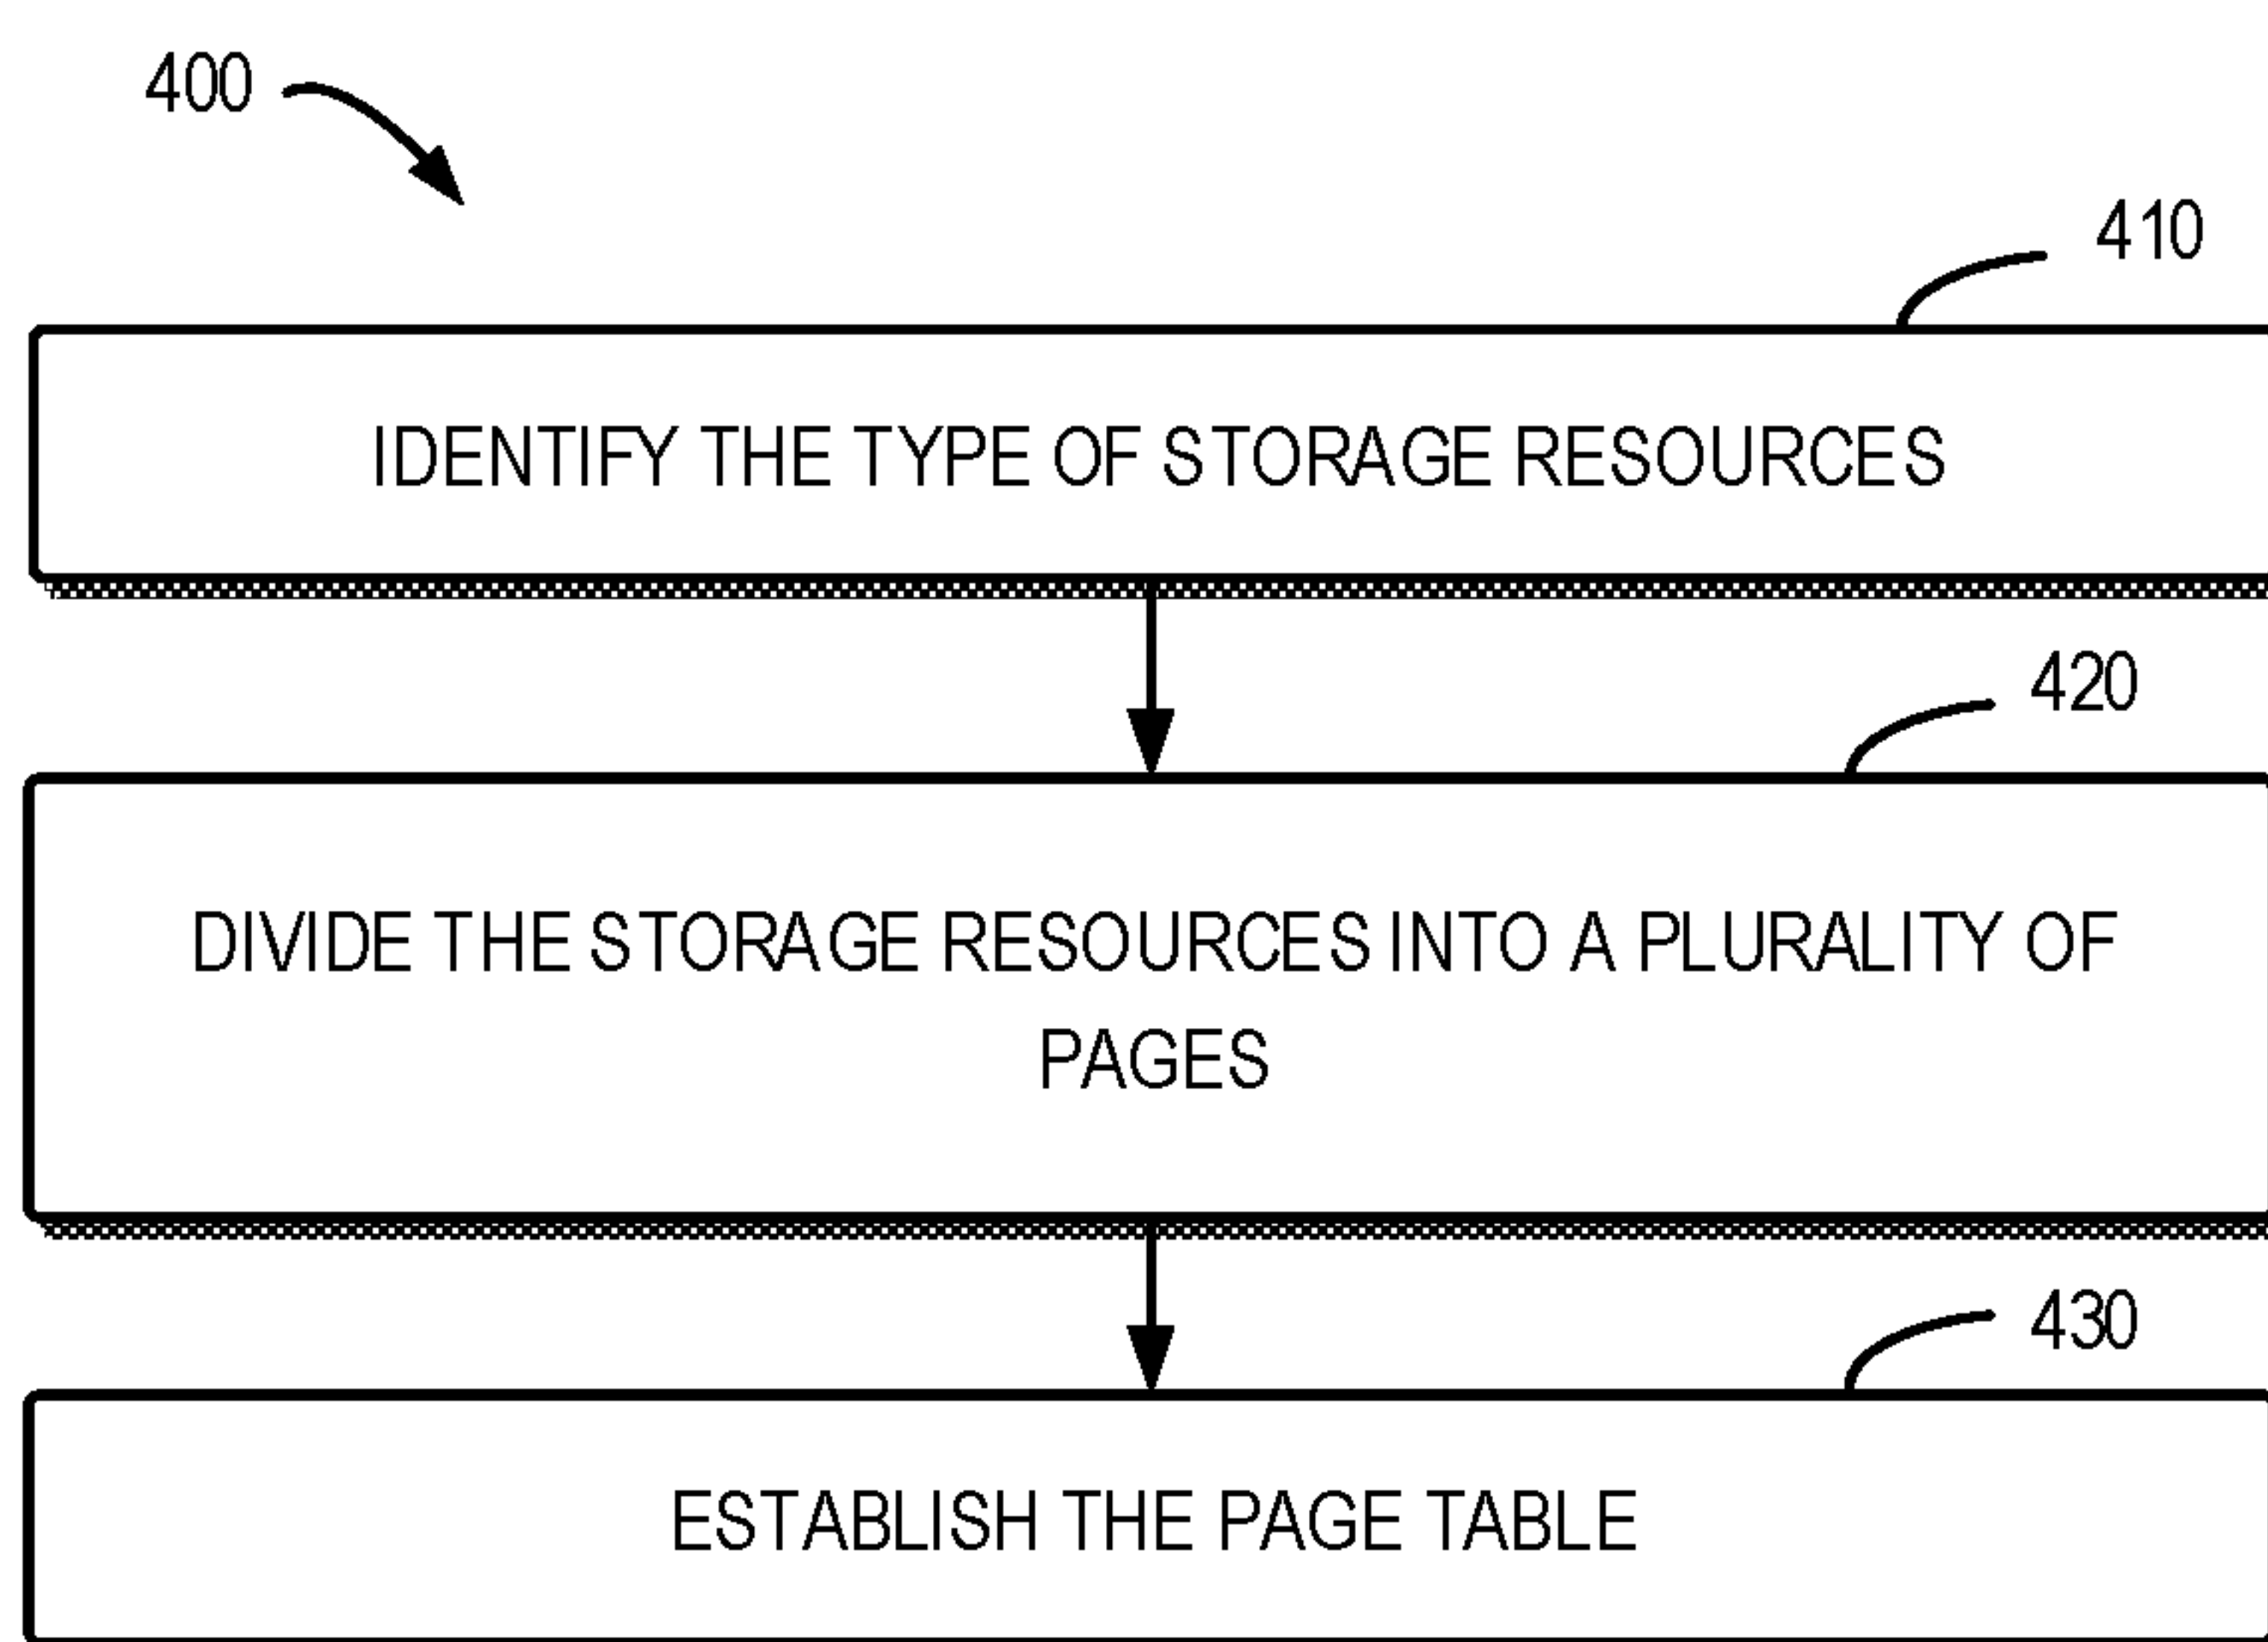 400
410
IDENTIFY THE TYPE OF STORAGE RESOURCES
420
DIVIDE THE STORAGE RESOURCES INTO A PLURALITY OF
PAGES
430
ESTABLISH THE PAGE TABLE